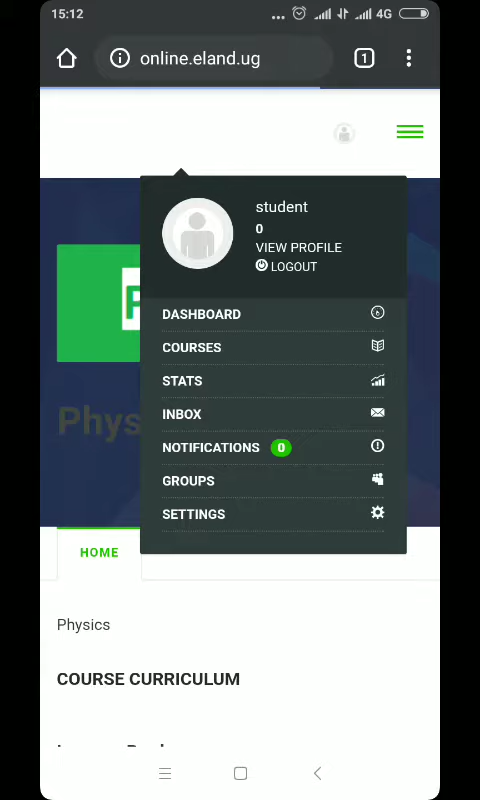 15:12
4G
online.eland.ug
1
student
0
VIEW PROFILE
LOGOUT
DASHBOARD
COURSES
STATS
INBOX
NOTIFICATIONS 0
GROUPS
SETTINGS
Phys
HOME
Physics
COURSE CURRICULUM